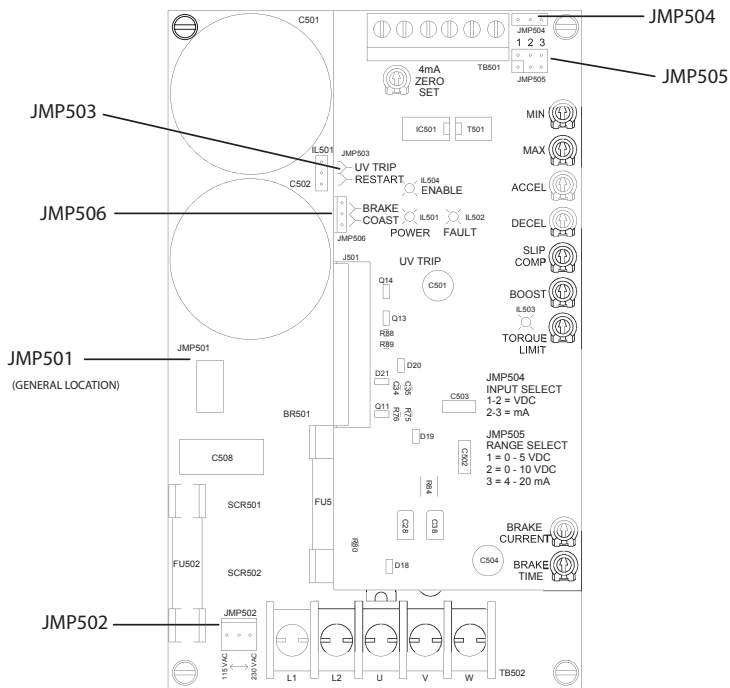 C501
JMP504
JMP504
1 2 3
JMP505
JMP505
TB501
4mA
ZERO
SET
MIN
IC501
T501
JMP503
IL501
JMP503
UV TRIP
RESTART
MAX
C502
IL504
ENABLE
ACCEL
JMP506
BRAKE
COAST
IL501
IL502
POWER
FAULT
DECEL
JMP506
J501
UV TRIP
SLIP
COMP
Q14
C501
BOOST
Q13
IL503
R88
R89
TORQUE
LIMIT
JMP501
JMP501
(GENERAL LOCATION)
D20
D21
C34
C35
JMP504
INPUT SELECT
1-2 = VDC
2-3 = mA
C503
BR501
Q11
R76
R75
D19
JMP505
RANGE SELECT
1 = 0 - 5 VDC
2 = 0 - 10 VDC
3 = 4 - 20 mA
C508
C502
R84
SCR501
FU5
C28
C38
BRAKE
CURRENT
R80
FU502
SCR502
D18
C504
BRAKE
TIME
JMP502
JMP502
115 VAC
230 VAC
L1
L2
U
V
W
TB502